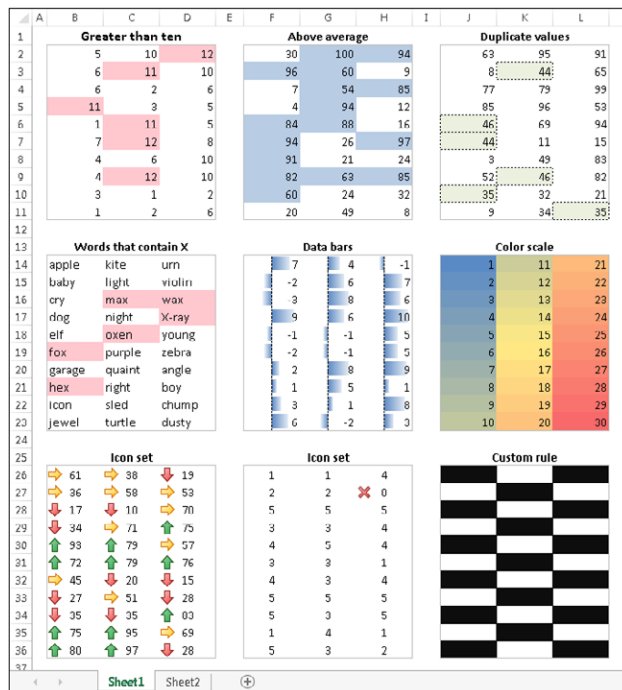 A B C D E F G H I J K L M
1 Greater than ten Above average Duplicate values
2 5 10 12 30 100 94 63 95 91
3 6 11 10 96 60 9 8 44 65
4 6 2 6 7 54 85 77 79 99
5 11 3 5 4 94 12 85 96 53
6 1 11 5 84 88 16 46 69 94
7 7 12 8 94 26 97 44 11 15
8 4 6 10 91 21 24 3 49 83
9 4 12 10 82 63 85 52 46 82
10 3 1 2 60 24 32 35 32 21
11 1 2 6 20 49 8 9 34 35
12
13 Words that contain X Data bars Color scale
14 apple kite urn 7 4 -1 1 11 21
15 baby light violin -2 6 7 2 12 22
16 cry max wax -3 8 6 3 13 23
17 dog night X-ray 9 6 10 4 14 24
18 elf oxen young -1 -1 5 5 15 25
19 fox purple zebra -2 -1 5 6 16 26
20 garage quaint angle 2 8 9 7 17 27
21 hex right boy 1 5 1 8 18 28
22 icon sled chump 3 1 8 9 19 29
23 jewel turtle dusty 6 -2 3 10 20 30
24
25 Icon set Icon set Custom rule
26 61 38 19 1 1 4
27 36 58 53 2 2 0
28 17 10 70 5 5 5
29 34 71 75 3 3 4
30 93 79 57 4 5 4
31 72 79 76 3 3 1
32 45 20 15 4 3 4
33 27 51 28 5 5 5
34 35 35 83 5 3 5
35 75 95 69 1 4 1
36 80 97 28 5 3 2
37
Sheet1 Sheet2